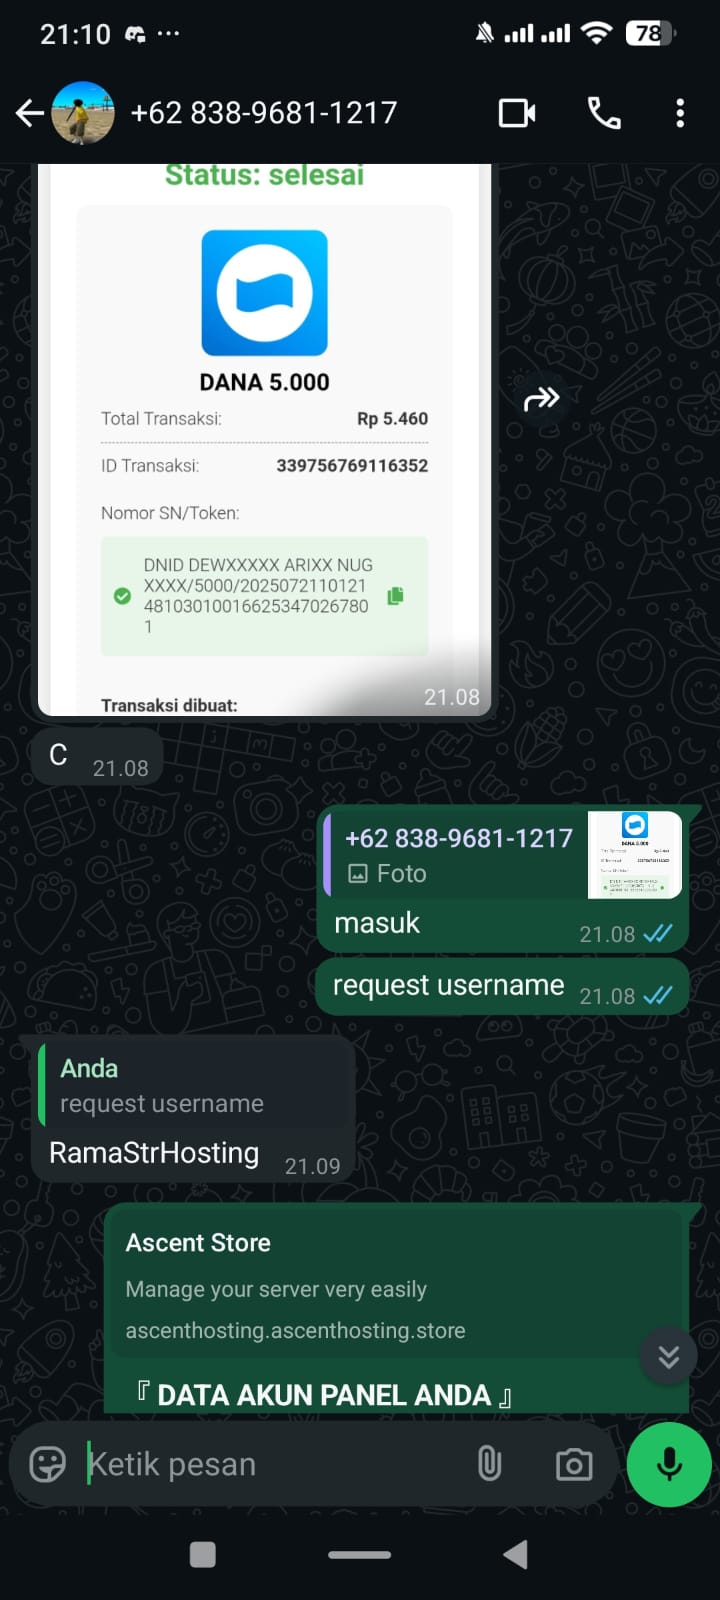 21:10
78
+62 838-9681-1217
Status: selesai
DANA 5.000
Total Transaksi: Rp 5.460
ID Transaksi: 339756769116352
Nomor SN/Token:
DNID DEWXXXXX ARIXX NUG
XXXX/5000/2025072110121
48103010016625347026780
1
Transaksi dibuat:
21.08
C 21.08
+62 838-9681-1217
Foto
masuk 21.08
request username 21.08
Anda
request username
RamaStrHosting 21.09
Ascent Store
Manage your server very easily
ascenthosting.ascenthosting.store
『 DATA AKUN PANEL ANDA 』
Ketik pesan